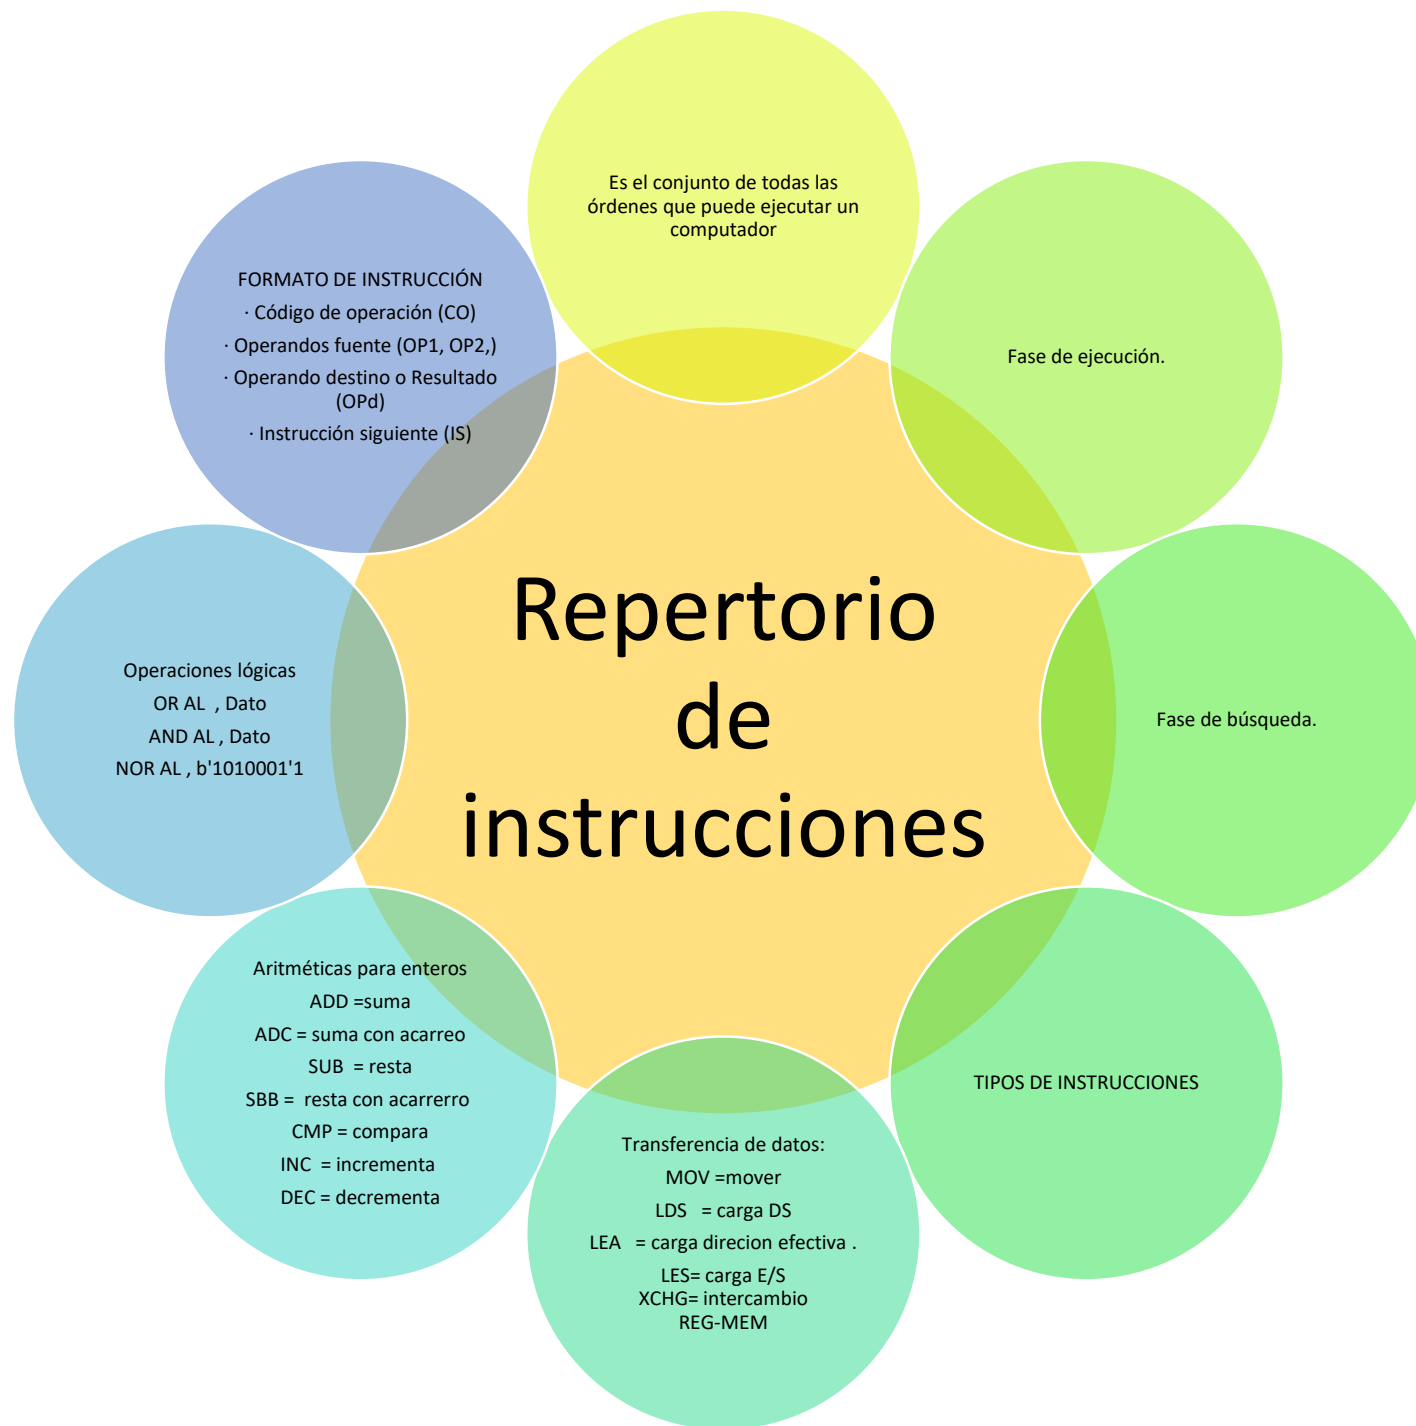 Es el conjunto de todas las
órdenes que puede ejecutar un
computador
Fase de ejecución.
Fase de búsqueda.
TIPOS DE INSTRUCCIONES
Transferencia de datos:
MOV =mover
LDS   = carga DS
LEA   = carga direcion efectiva .
LES= carga E/S
XCHG= intercambio
REG-MEM
Aritméticas para enteros
ADD =suma
ADC = suma con acarreo
SUB  = resta
SBB =  resta con acarrerro
CMP = compara
INC  = incrementa
DEC = decrementa
Operaciones lógicas
OR AL  , Dato
AND AL , Dato
NOR AL , b'1010001'1
FORMATO DE INSTRUCCIÓN
· Código de operación (CO)
· Operandos fuente (OP1, OP2,)
· Operando destino o Resultado
(OPd)
· Instrucción siguiente (IS)
Repertorio
de
instrucciones